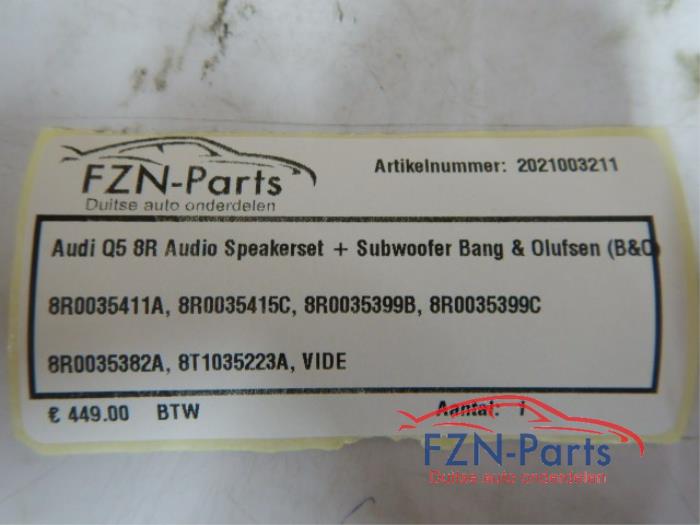 FZN-Parts
Duitse auto onderdelen
Artikelnummer: 2021003211
Audi Q5 8R Audio Speakerset + Subwoofer Bang & Olufsen (B&O)
8R0035411A, 8R0035415C, 8R0035399B, 8R0035399C
8R0035382A, 8T1035223A, VIDE
€ 449.00 BTW
Aantal: 1
FZN-Parts
Duitse auto onderdelen